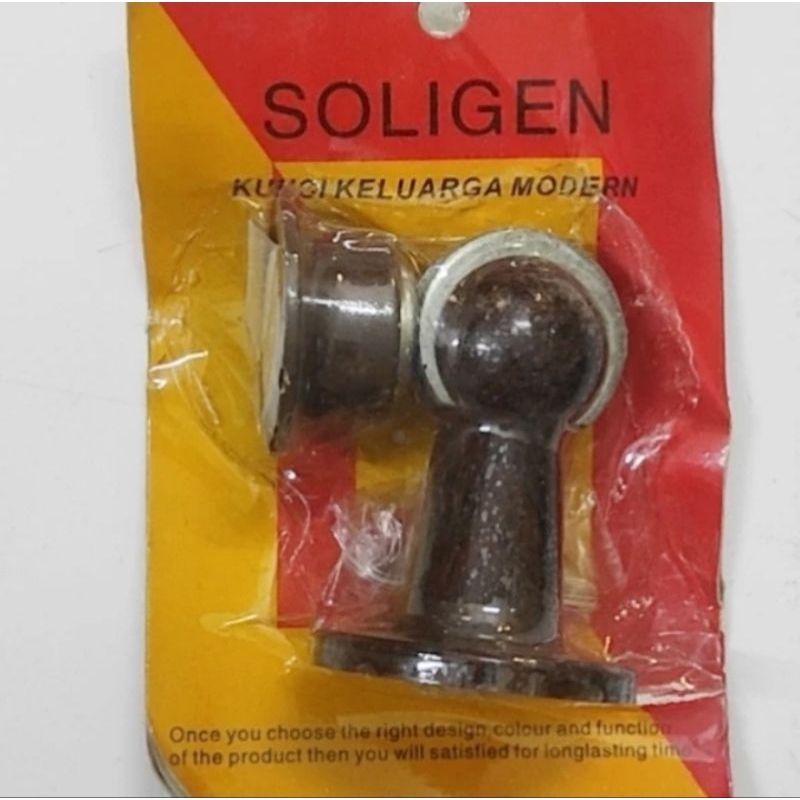 SOLIGEN
KUNCI KELUARGA MODERN
Once you choose the right design, colour and function
of the product then you will satisfied for longlasting time